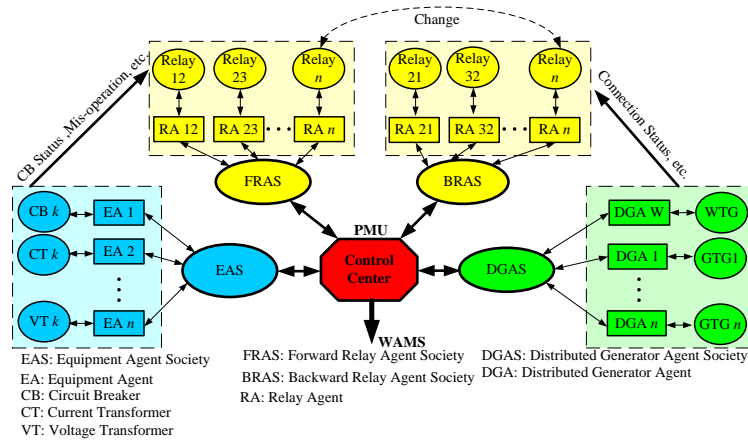 Change
Relay 12
Relay 23
Relay n
Relay 21
Relay 32
Relay n
RA 12
RA 23
• • •
RA n
RA 21
RA 32
• • •
RA n
CB Status ,Mis-operation, etc.
Connection Status, etc.
FRAS
BRAS
CB k
EA 1
CT k
EA 2
VT k
EA n
EAS
PMU
Control
Center
WAMS
DGAS
DGA W
WTG
DGA 1
GTG1
DGA n
GTG n
EAS: Equipment Agent Society
EA: Equipment Agent
CB: Circuit Breaker
CT: Current Transformer
VT: Voltage Transformer
FRAS: Forward Relay Agent Society
BRAS: Backward Relay Agent Society
RA: Relay Agent
DGAS: Distributed Generator Agent Society
DGA: Distributed Generator Agent